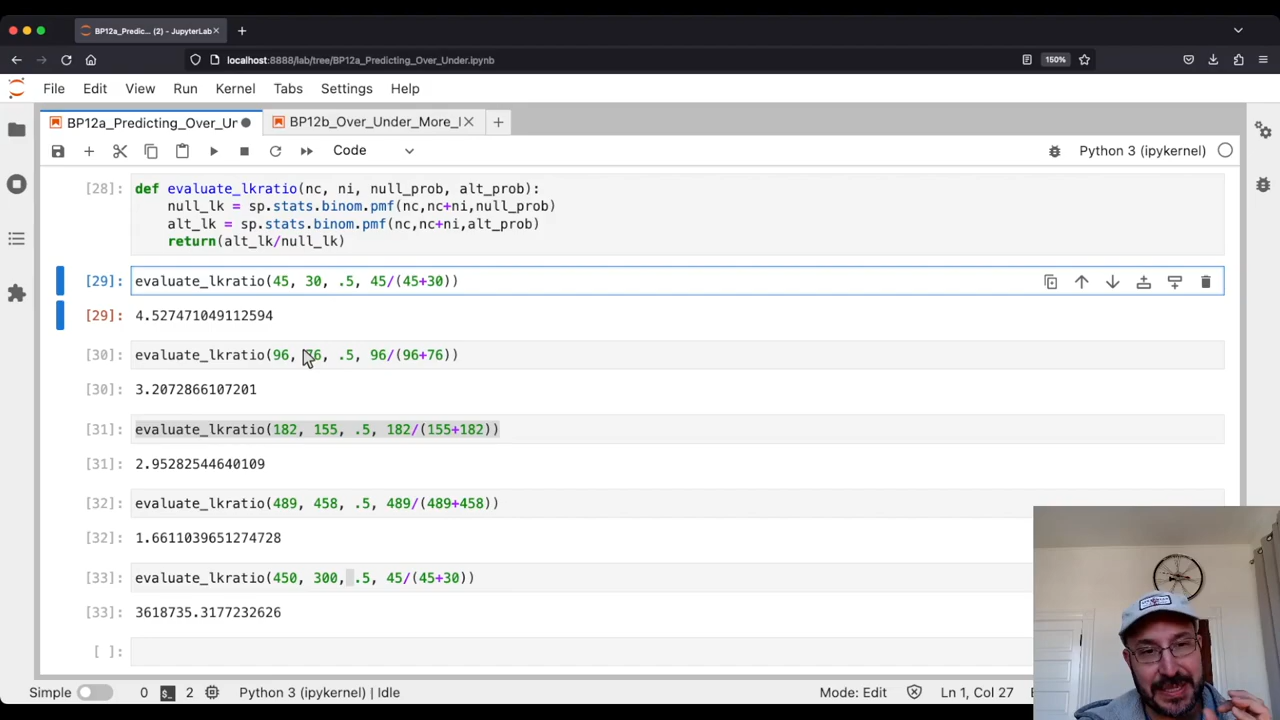 BP12a_Predic… (2) - JupyterLab
localhost:8888/lab/tree/BP12a_Predicting_Over_Under.ipynb
150%
File Edit View Run Kernel Tabs Settings Help
BP12a_Predicting_Over_Ur
BP12b_Over_Under_More_I
Code
Python 3 (ipykernel)
[28]: def evaluate_lkratio(nc, ni, null_prob, alt_prob):
null_lk = sp.stats.binom.pmf(nc,nc+ni,null_prob)
alt_lk = sp.stats.binom.pmf(nc,nc+ni,alt_prob)
return(alt_lk/null_lk)
[29]: evaluate_lkratio(45, 30, .5, 45/(45+30))
[29]: 4.527471049112594
[30]: evaluate_lkratio(96, 76, .5, 96/(96+76))
[30]: 3.2072866107201
[31]: evaluate_lkratio(182, 155, .5, 182/(155+182))
[31]: 2.95282544640109
[32]: evaluate_lkratio(489, 458, .5, 489/(489+458))
[32]: 1.6611039651274728
[33]: evaluate_lkratio(450, 300, .5, 45/(45+30))
[33]: 3618735.3177232626
[ ]:
Simple 0 2 Python 3 (ipykernel) | Idle Mode: Edit Ln 1, Col 27